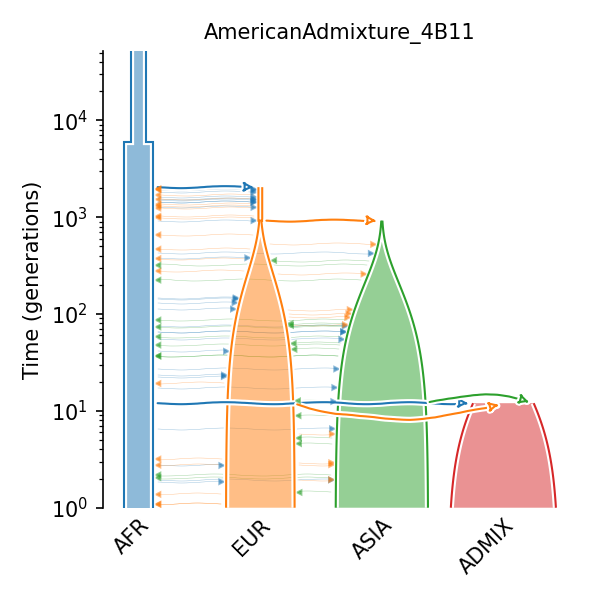 AmericanAdmixture_4B11
Time (generations)
10⁴
10³
10²
10¹
10⁰
AFR
EUR
ASIA
ADMIX